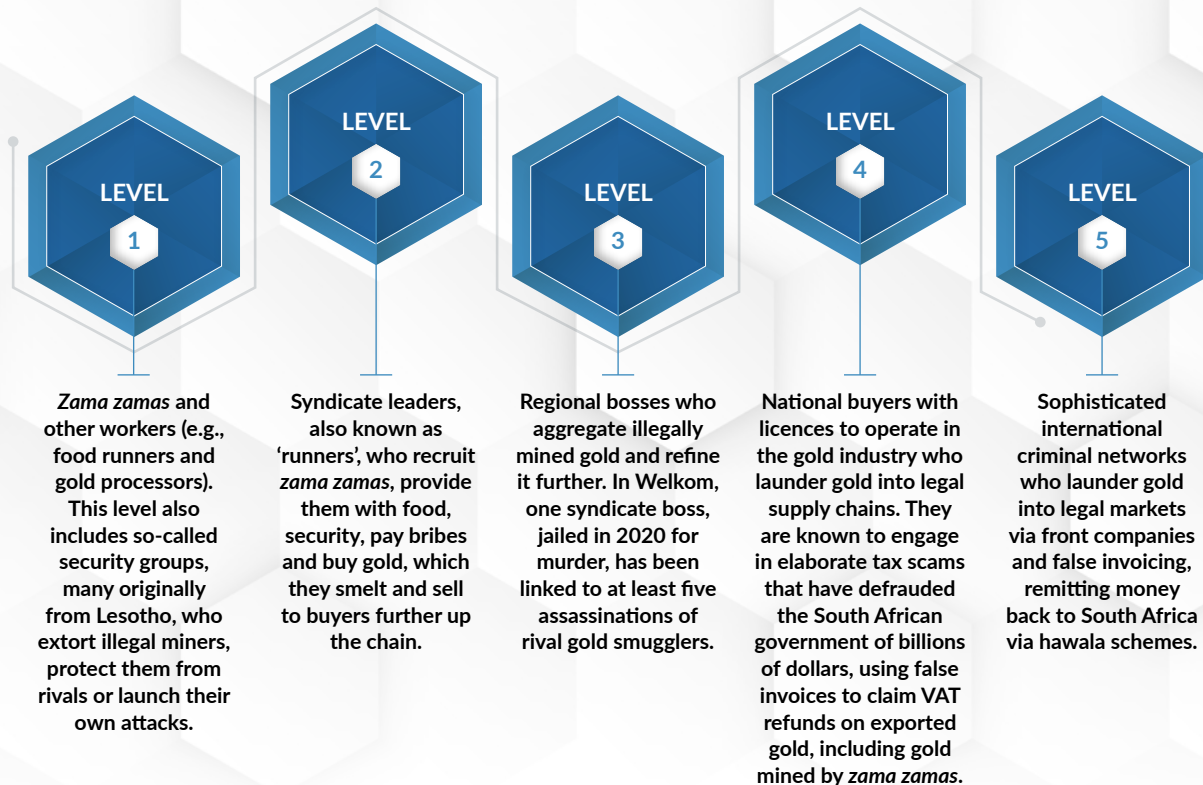 LEVEL
1
Zama zamas and
other workers (e.g.,
food runners and
gold processors).
This level also
includes so-called
security groups,
many originally
from Lesotho, who
extort illegal miners,
protect them from
rivals or launch their
own attacks.
LEVEL
2
Syndicate leaders,
also known as
‘runners’, who recruit
zama zamas, provide
them with food,
security, pay bribes
and buy gold, which
they smelt and sell
to buyers further up
the chain.
LEVEL
3
Regional bosses who
aggregate illegally
mined gold and refine
it further. In Welkom,
one syndicate boss,
jailed in 2020 for
murder, has been
linked to at least five
assassinations of
rival gold smugglers.
LEVEL
4
National buyers with
licences to operate in
the gold industry who
launder gold into legal
supply chains. They
are known to engage
in elaborate tax scams
that have defrauded
the South African
government of billions
of dollars, using false
invoices to claim VAT
refunds on exported
gold, including gold
mined by zama zamas.
LEVEL
5
Sophisticated
international
criminal networks
who launder gold
into legal markets
via front companies
and false invoicing,
remitting money
back to South Africa
via hawala schemes.